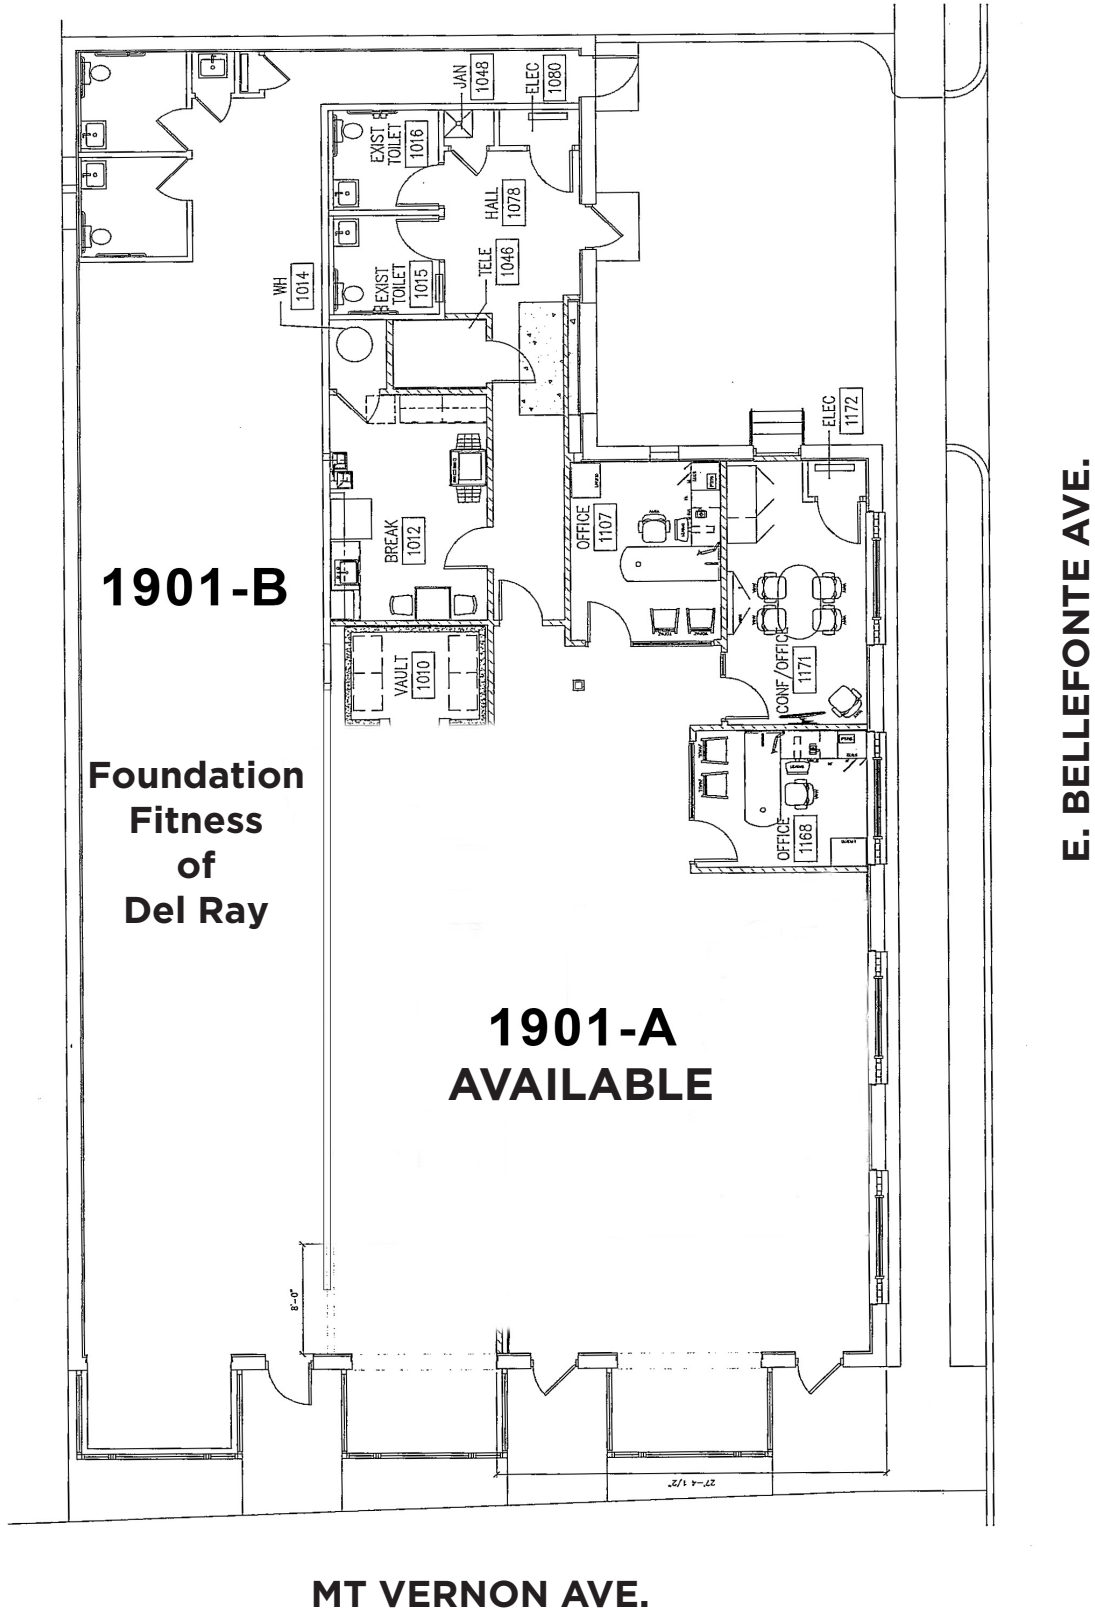 JAN
1048
ELEC
1080
EXIST
TOILET
1016
HALL
1078
TELE
1046
WH
1014
EXIST
TOILET
1015
ELEC
1172
BREAK
1012
OFFICE
1107
1901-B
VAULT
1010
CONF/OFFICE
1171
Foundation
Fitness
of
Del Ray
OFFICE
1168
1901-A
AVAILABLE
8'-0"
27'-4 1/2"
E. BELLEFONTE AVE.
MT VERNON AVE.